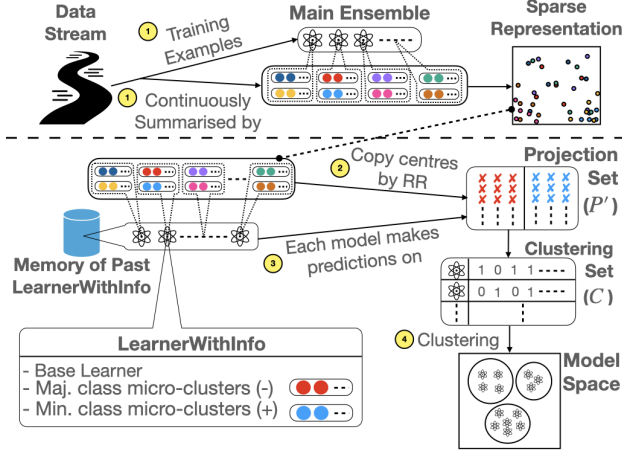 Data
Stream
1
Training
Examples
Main Ensemble
Sparse
Representation
1
Continuously
Summarised by
2
Copy centres
by RR
Projection
Set
(P')
Memory of Past
LearnerWithInfo
3
Each model makes
predictions on
Clustering
Set
(C)
1 0 1 1
0 1 0 1
4
Clustering
LearnerWithInfo
- Base Learner
- Maj. class micro-clusters (-)
- Min. class micro-clusters (+)
Model
Space